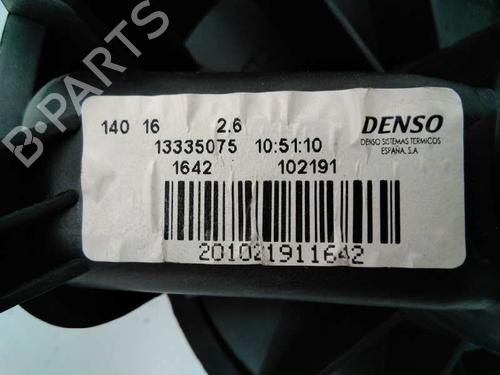 B-PARTS
140 16 2.6 DENSO
DENSO SISTEMAS TERMICOS
ESPAÑA, S.A
13335075 10:51:10
1642 102191
201021911642